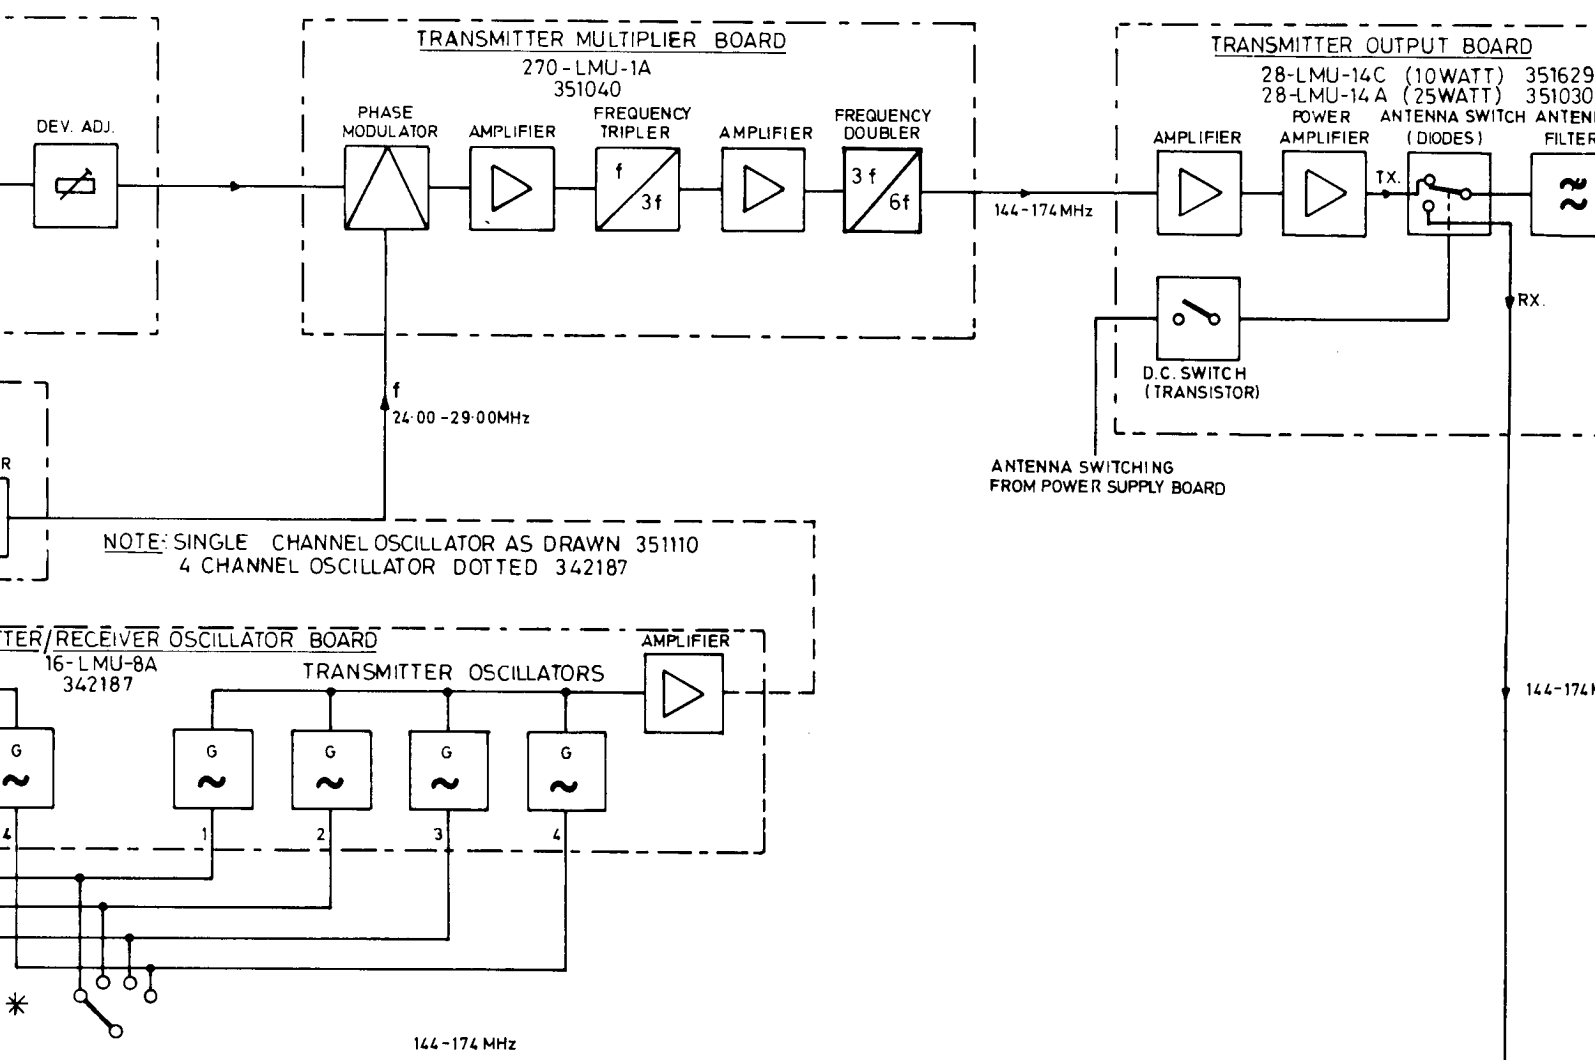 TRANSMITTER MULTIPLIER BOARD
270-LMU-1A
351040
DEV. ADJ.
PHASE
MODULATOR
AMPLIFIER
FREQUENCY
TRIPLER
AMPLIFIER
FREQUENCY
DOUBLER
f
3f
3f
6f
144-174MHz
TRANSMITTER OUTPUT BOARD
28-LMU-14C (10WATT) 351629
28-LMU-14A (25WATT) 351030
AMPLIFIER
POWER
AMPLIFIER
ANTENNA SWITCH
(DIODES)
ANTEN
FILTER
TX.
RX.
D.C. SWITCH
(TRANSISTOR)
f
24·00-29·00MHz
ANTENNA SWITCHING
FROM POWER SUPPLY BOARD
R
NOTE: SINGLE CHANNEL OSCILLATOR AS DRAWN 351110
4 CHANNEL OSCILLATOR DOTTED 342187
TTER/RECEIVER OSCILLATOR BOARD
16-LMU-8A
342187
TRANSMITTER OSCILLATORS
AMPLIFIER
144-174M
G
G
G
G
G
4
1
2
3
4
*
144-174 MHz